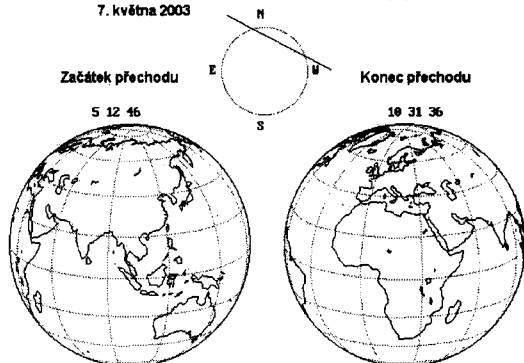 7. května 2003
N
E
W
S
Začátek přechodu
Konec přechodu
5 12 46
10 31 36